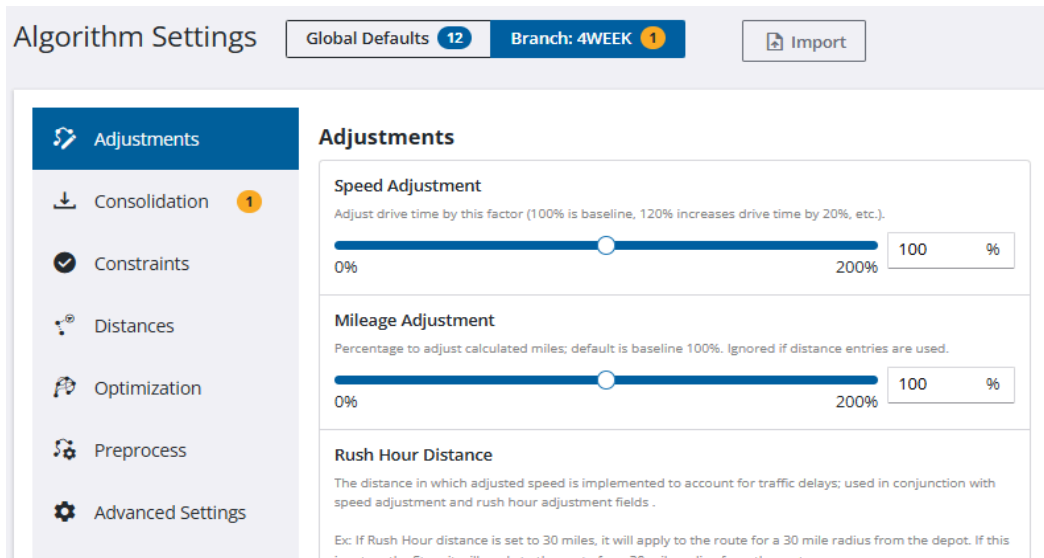 Algorithm Settings
Global Defaults 12
Branch: 4WEEK 1
Import
Adjustments
Consolidation 1
Constraints
Distances
Optimization
Preprocess
Advanced Settings
Adjustments
Speed Adjustment
Adjust drive time by this factor (100% is baseline, 120% increases drive time by 20%, etc.).
100 %
0% 200%
Mileage Adjustment
Percentage to adjust calculated miles; default is baseline 100%. Ignored if distance entries are used.
100 %
0% 200%
Rush Hour Distance
The distance in which adjusted speed is implemented to account for traffic delays; used in conjunction with
speed adjustment and rush hour adjustment fields .
Ex: If Rush Hour distance is set to 30 miles, it will apply to the route for a 30 mile radius from the depot. If this